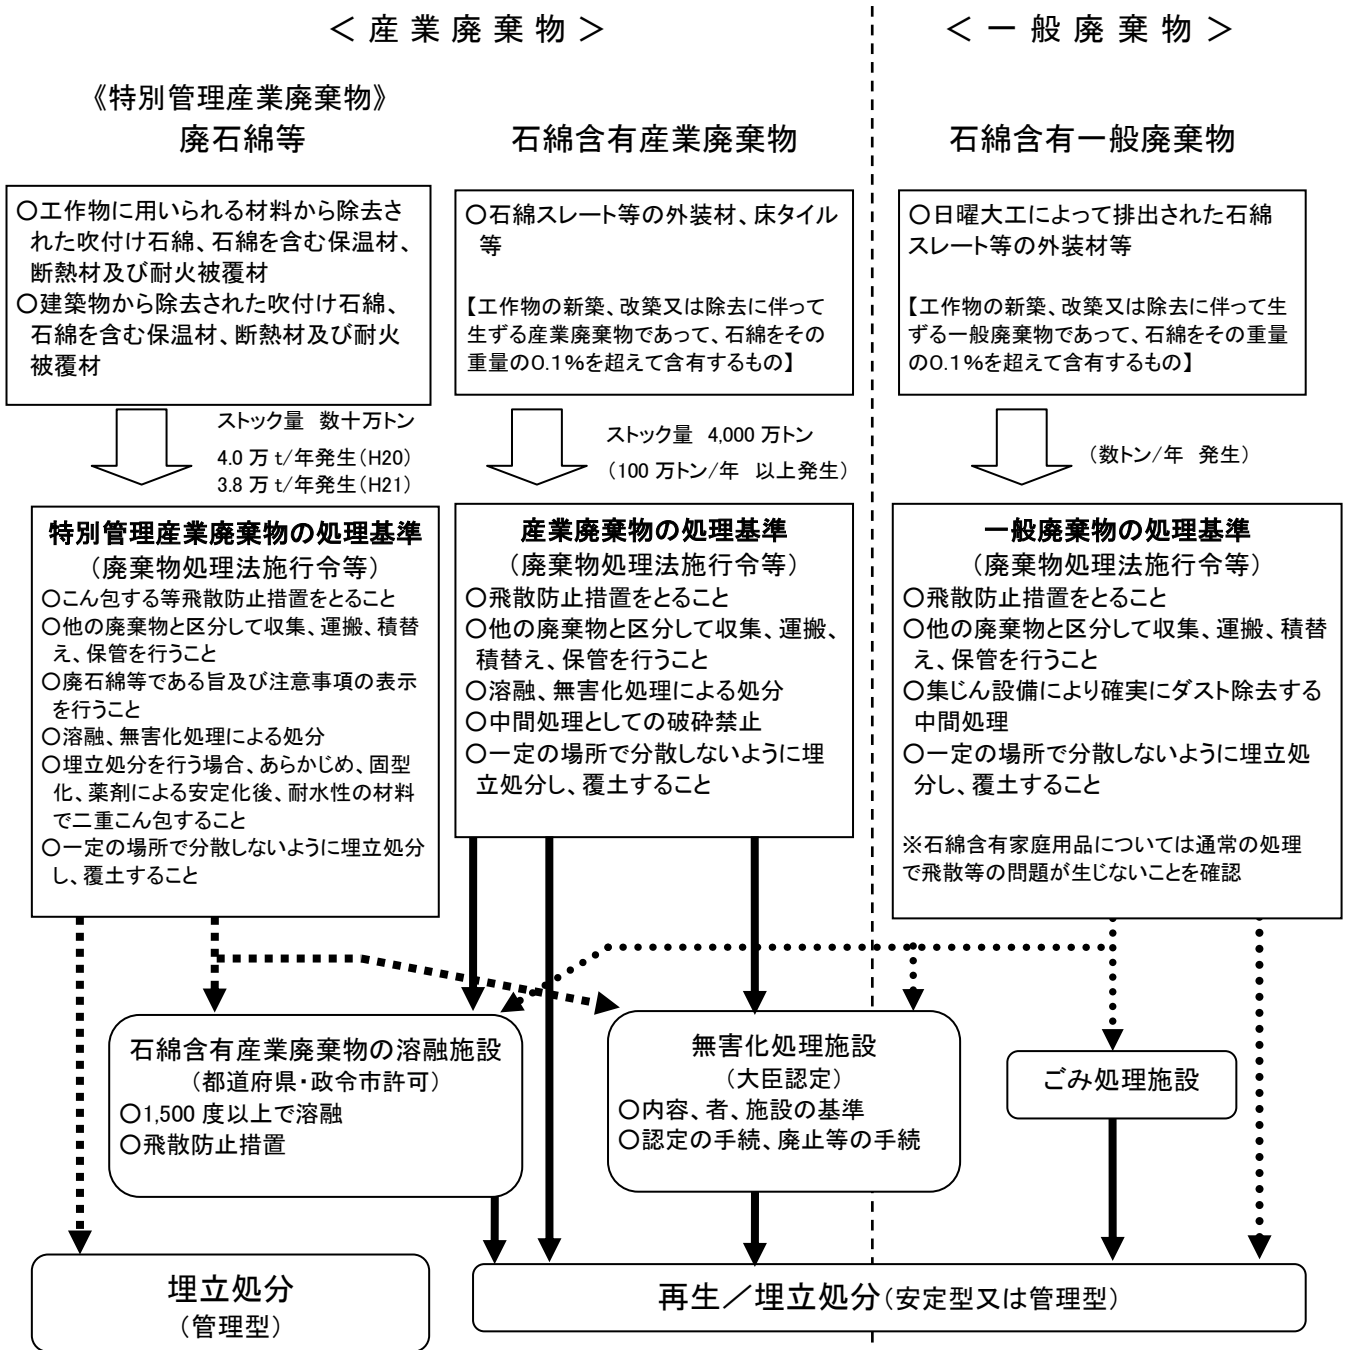 ＜産業廃棄物＞
＜一般廃棄物＞
《特別管理産業廃棄物》
廃石綿等
石綿含有産業廃棄物
石綿含有一般廃棄物
○工作物に用いられる材料から除去さ
れた吹付け石綿、石綿を含む保温材、
断熱材及び耐火被覆材
○建築物から除去された吹付け石綿、
石綿を含む保温材、断熱材及び耐火
被覆材
○石綿スレート等の外装材、床タイル
等
【工作物の新築、改築又は除去に伴って
生ずる産業廃棄物であって、石綿をその
重量の0.1%を超えて含有するもの】
○日曜大工によって排出された石綿
スレート等の外装材等
【工作物の新築、改築又は除去に伴って生
ずる一般廃棄物であって、石綿をその重量
の0.1%を超えて含有するもの】
ストック量　数十万トン
4.0 万 t/年発生（H20）
3.8 万 t/年発生（H21）
ストック量　4,000 万トン
（100 万トン/年　以上発生）
（数トン/年　発生）
特別管理産業廃棄物の処理基準
（廃棄物処理法施行令等）
○こん包する等飛散防止措置をとること
○他の廃棄物と区分して収集、運搬、積替
え、保管を行うこと
○廃石綿等である旨及び注意事項の表示
を行うこと
○溶融、無害化処理による処分
○埋立処分を行う場合、あらかじめ、固型
化、薬剤による安定化後、耐水性の材料
で二重こん包すること
○一定の場所で分散しないように埋立処分
し、覆土すること
産業廃棄物の処理基準
（廃棄物処理法施行令等）
○飛散防止措置をとること
○他の廃棄物と区分して収集、運搬、
積替え、保管を行うこと
○溶融、無害化処理による処分
○中間処理としての破砕禁止
○一定の場所で分散しないように埋
立処分し、覆土すること
一般廃棄物の処理基準
（廃棄物処理法施行令等）
○飛散防止措置をとること
○他の廃棄物と区分して収集、運搬、積替
え、保管を行うこと
○集じん設備により確実にダスト除去する
中間処理
○一定の場所で分散しないように埋立処
分し、覆土すること
※石綿含有家庭用品については通常の処理
で飛散等の問題が生じないことを確認
石綿含有産業廃棄物の溶融施設
（都道府県・政令市許可）
○1,500 度以上で溶融
○飛散防止措置
無害化処理施設
（大臣認定）
○内容、者、施設の基準
○認定の手続、廃止等の手続
ごみ処理施設
埋立処分
（管理型）
再生／埋立処分（安定型又は管理型）